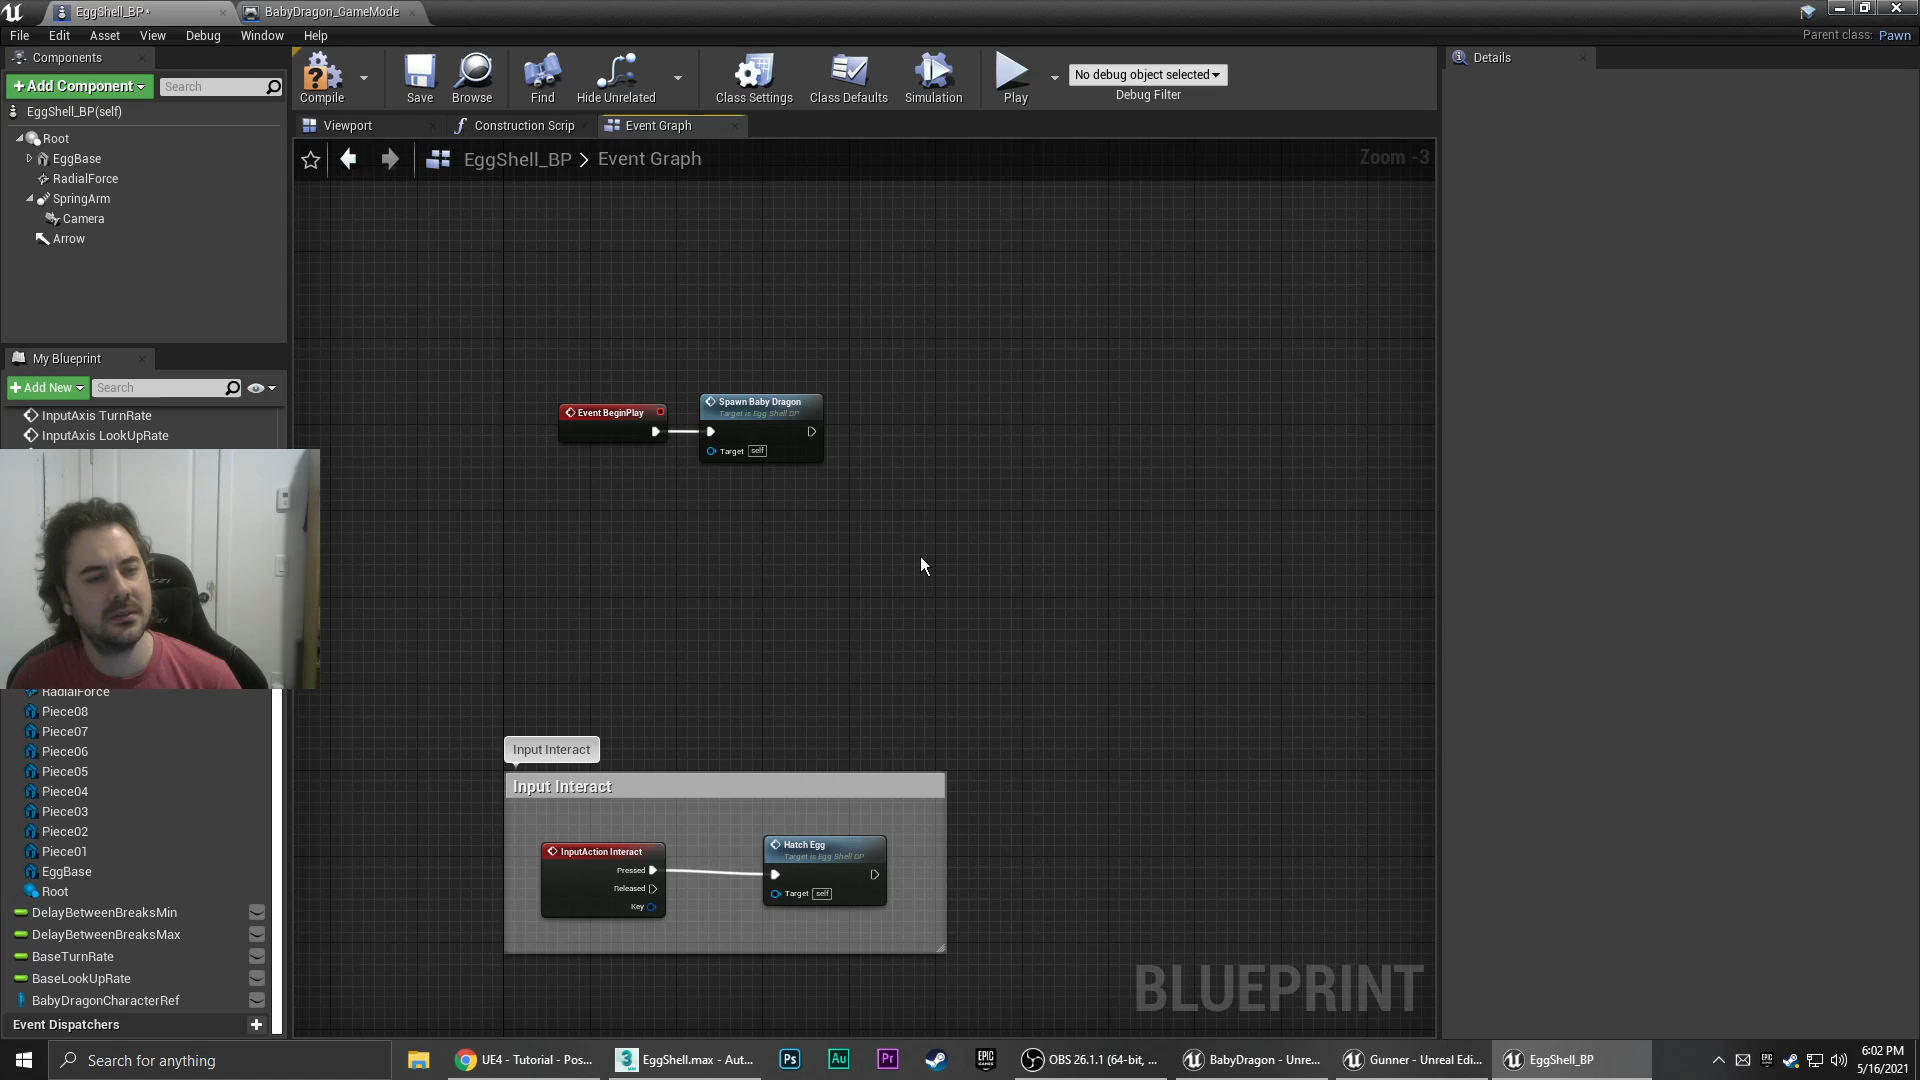 EggShell_BP*
BabyDragon_GameMode
File Edit Asset View Debug Window Help
Parent class: Pawn
Components
Details
+Add Component
Search
Compile
Save
Browse
Find
Hide Unrelated
Class Settings
Class Defaults
Simulation
Play
No debug object selected
Debug Filter
EggShell_BP(self)
Viewport
Construction Scrip
Event Graph
Root
EggBase
RadialForce
SpringArm
Camera
Arrow
EggShell_BP > Event Graph
Zoom -3
My Blueprint
+Add New
Search
InputAxis TurnRate
InputAxis LookUpRate
Event BeginPlay
Spawn Baby Dragon
Target is Egg Shell BP
Target self
RadialForce
Piece08
Piece07
Piece06
Piece05
Piece04
Piece03
Piece02
Piece01
EggBase
Root
DelayBetweenBreaksMin
DelayBetweenBreaksMax
BaseTurnRate
BaseLookUpRate
BabyDragonCharacterRef
Event Dispatchers
Input Interact
Input Interact
InputAction Interact
Pressed
Released
Key
Hatch Egg
Target is Egg Shell BP
Target self
BLUEPRINT
Search for anything
UE4 - Tutorial - Pos...
EggShell.max - Aut...
Ps
Au
Pr
EPIC
OBS 26.1.1 (64-bit, ...
BabyDragon - Unre...
Gunner - Unreal Edi...
EggShell_BP
6:02 PM
5/16/2021